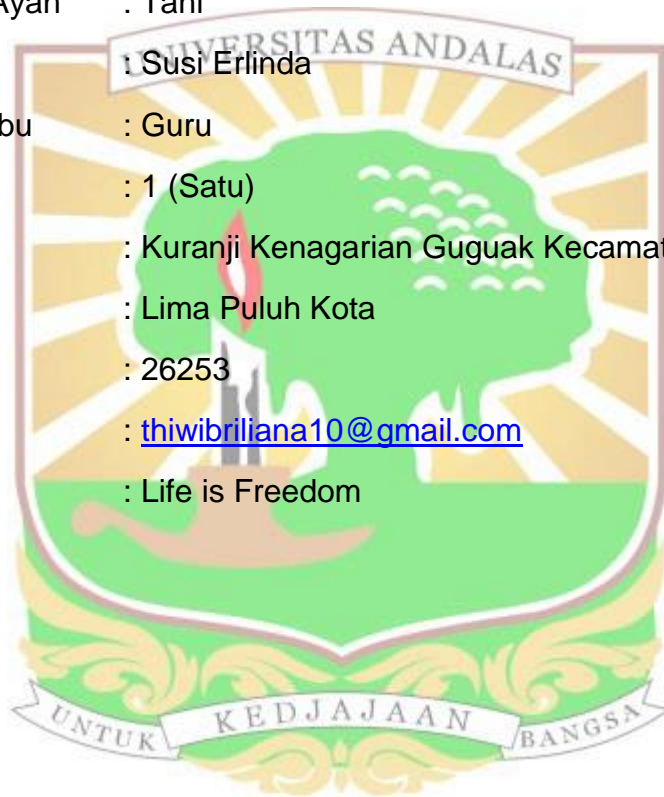 Ayah : Tani
UNIVERSITAS ANDALAS
: Susi Erlinda
bu : Guru
: 1 (Satu)
: Kuranji Kenagarian Guguak Kecamat
: Lima Puluh Kota
: 26253
: thiwibriliana10@gmail.com
: Life is Freedom
UNTUK KEDJAJAAN BANGSA